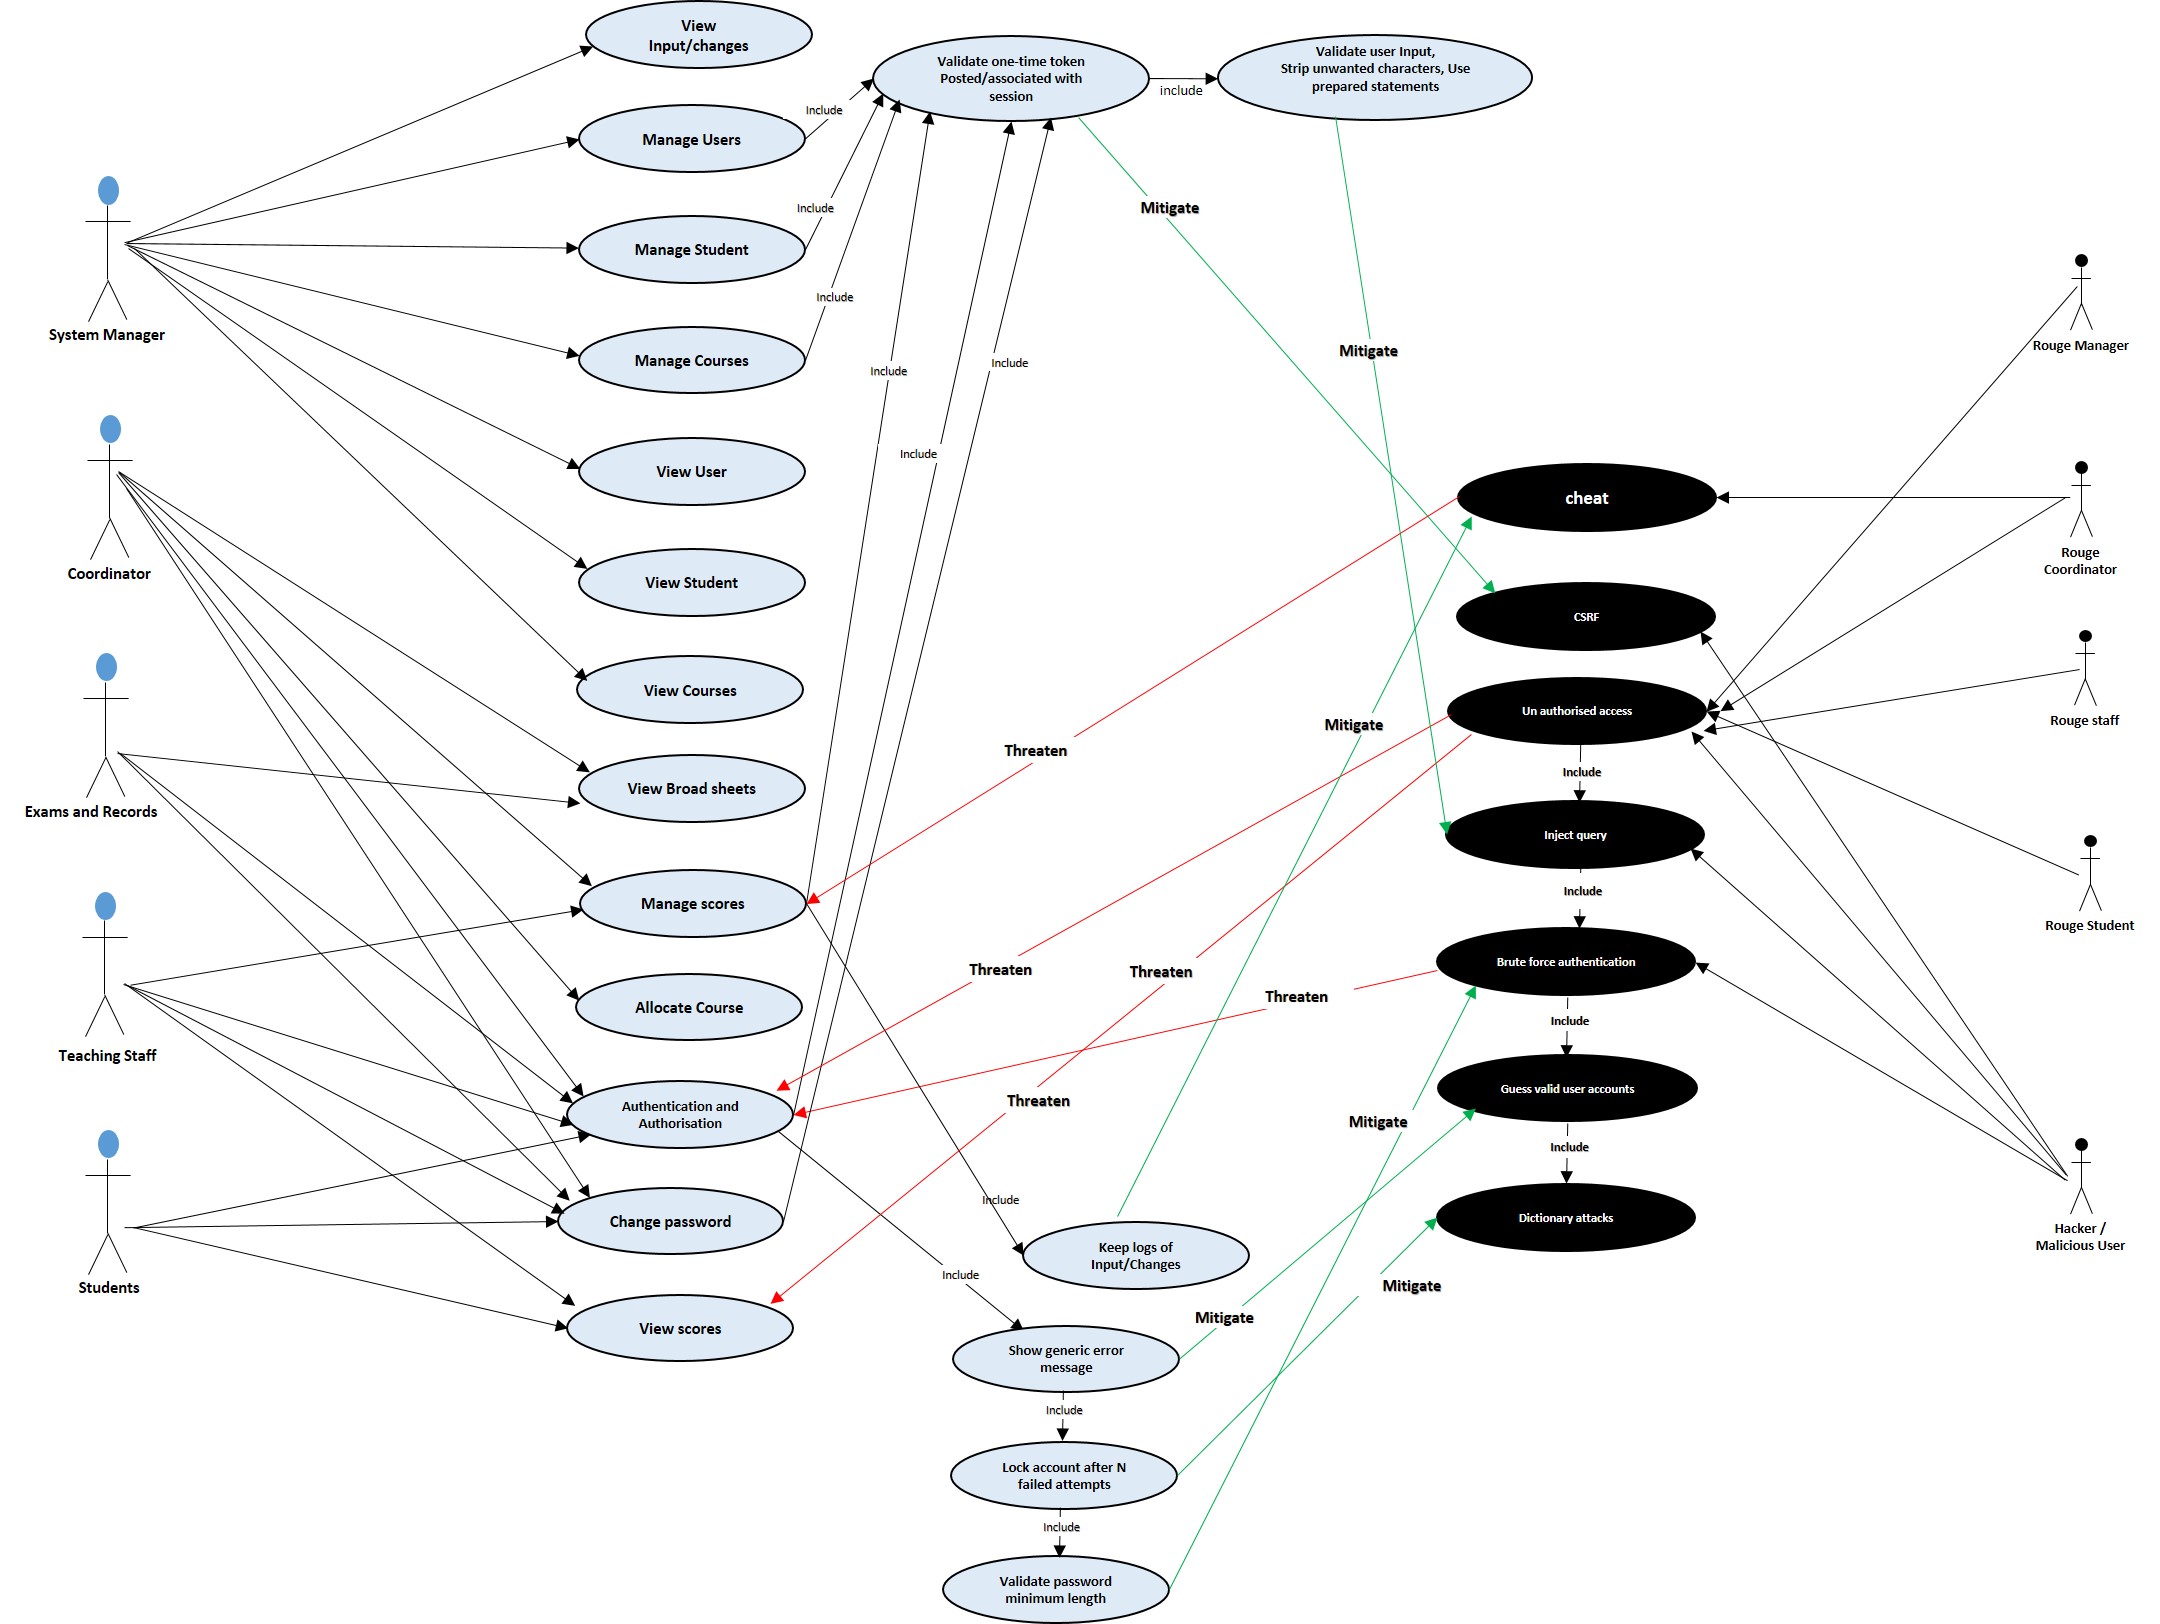 View
Input/changes
Validate one-time token
Posted/associated with
session
Validate user Input,
Strip unwanted characters, Use
prepared statements
include
Include
Manage Users
Mitigate
Include
Manage Student
System Manager
Include
Manage Courses
Include
Include
Mitigate
Rouge Manager
Include
View User
cheat
Coordinator
View Student
Rouge
Coordinator
CSRF
View Courses
Un authorised access
Rouge staff
Mitigate
Threaten
Include
View Broad sheets
Exams and Records
Inject query
Include
Manage scores
Rouge Student
Brute force authentication
Threaten
Threaten
Threaten
Allocate Course
Include
Teaching Staff
Guess valid user accounts
Threaten
Authentication and
Authorisation
Mitigate
Include
Include
Change password
Dictionary attacks
Hacker /
Malicious User
Keep logs of
Input/Changes
Include
Students
Mitigate
Mitigate
View scores
Show generic error
message
Include
Lock account after N
failed attempts
Include
Validate password
minimum length